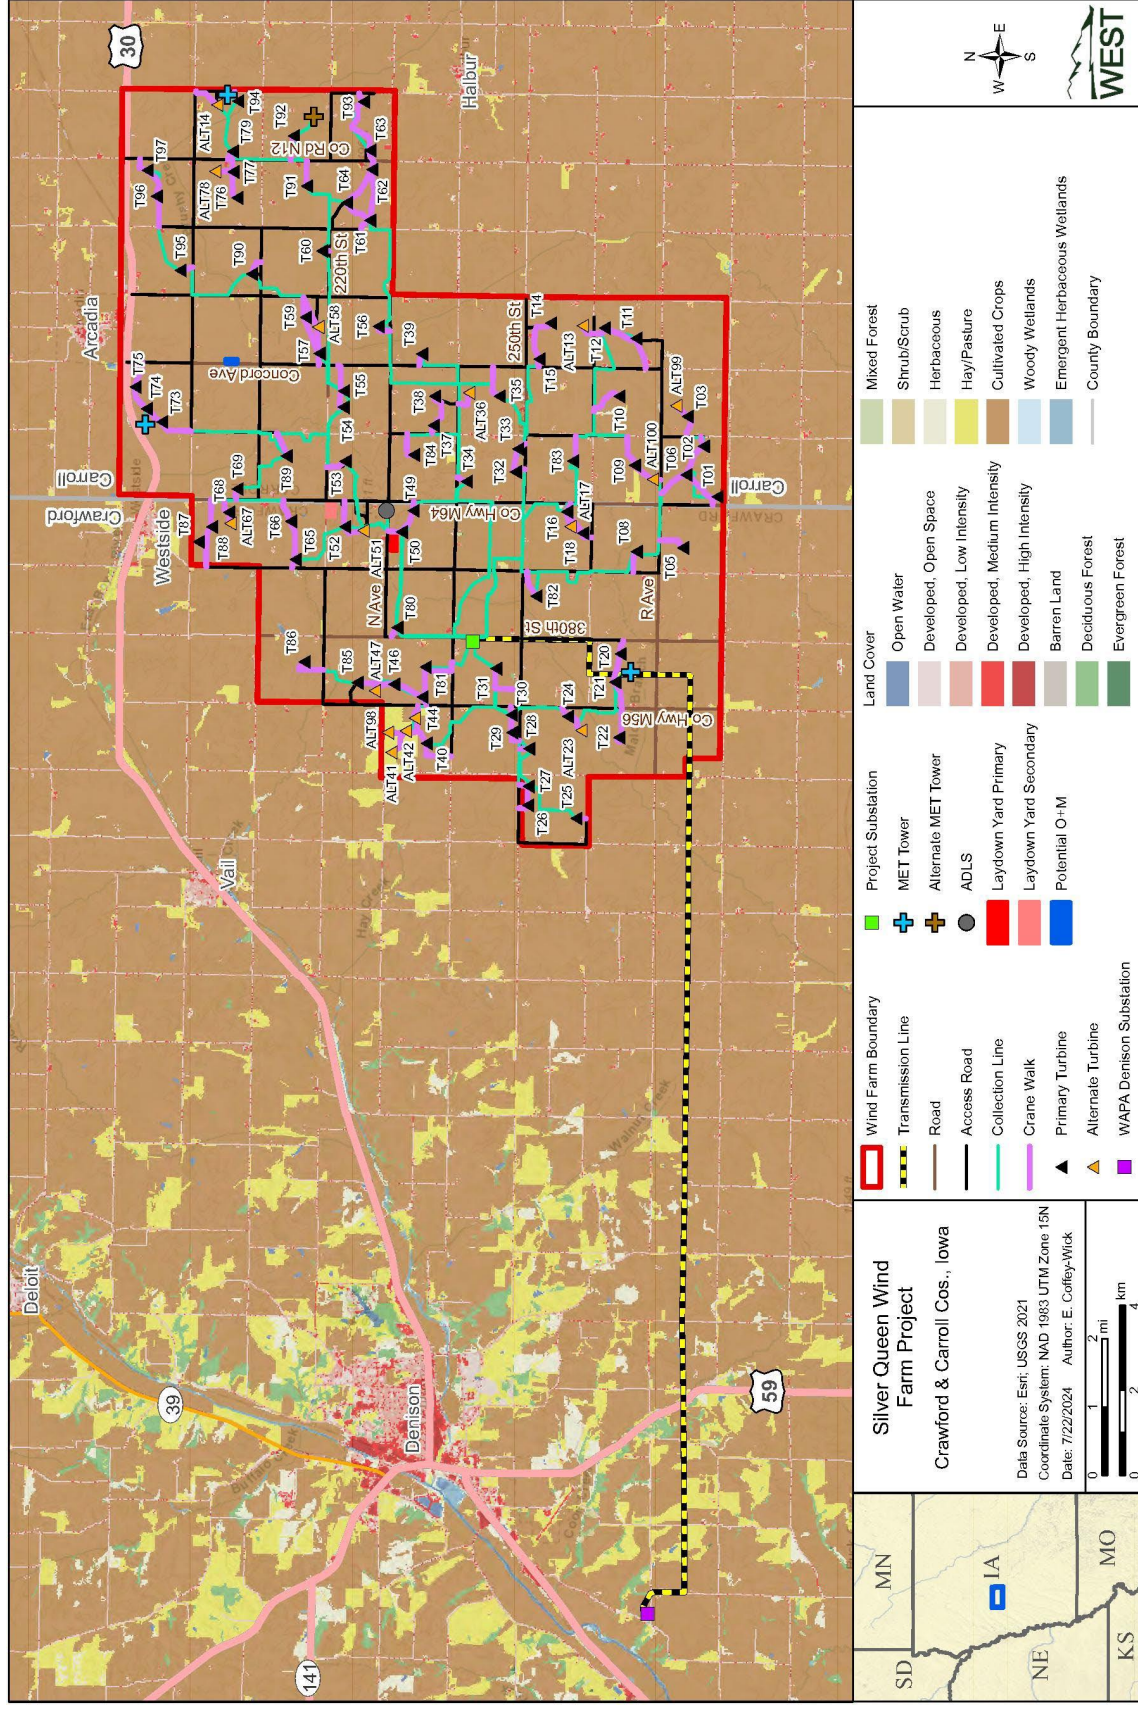 30
Halbur
Arcadia
Westside
Vail
Deloit
Denison
39
59
141
Carroll
Crawford
Carroll
CRAWFORD
ALT14
T94
T79
T92
T93
T63
Co Rd N12
T97
T96
ALT78
T76
T77
T91
T64
T62
T61
T95
T90
T60
220th St
T59
ALT58
T57
T56
T39
Concord Ave
T75
T74
T73
T55
T54
T38
T37
ALT36
T35
T33
250th St
T14
T15
ALT13
T12
T11
T10
ALT99
T03
T02
T01
T06
ALT100
T09
T83
T84
T34
T32
T69
T89
T53
T49
Co Hwy M64
T87
T88
T68
ALT67
T66
T65
T52
ALT51
T50
N Ave
T80
ALT17
T16
T18
T08
T05
R Ave
T82
380th St
T86
T85
ALT47
T46
T81
T44
ALT98
ALT41
ALT42
T40
T31
T30
T29
T28
T27
T26
T25
T24
ALT23
T22
T21
T20
Co Hwy M56
Hay Creek
Walnut Creek
Buffalo Creek
MN
SD
IA
NE
MO
KS
Silver Queen Wind
Farm Project
Crawford & Carroll Cos., Iowa
Data Source: Esri; USGS 2021
Coordinate System: NAD 1983 UTM Zone 15N
Date: 7/22/2024 Author: E. Coffey-Wick
0 1 2 mi
0 2 4 km
Wind Farm Boundary
Transmission Line
Road
Access Road
Collection Line
Crane Walk
Primary Turbine
Alternate Turbine
WAPA Denison Substation
Project Substation
MET Tower
Alternate MET Tower
ADLS
Laydown Yard Primary
Laydown Yard Secondary
Potential O+M
Land Cover
Open Water
Developed, Open Space
Developed, Low Intensity
Developed, Medium Intensity
Developed, High Intensity
Barren Land
Deciduous Forest
Evergreen Forest
Mixed Forest
Shrub/Scrub
Herbaceous
Hay/Pasture
Cultivated Crops
Woody Wetlands
Emergent Herbaceous Wetlands
County Boundary
N
W E
S
WEST